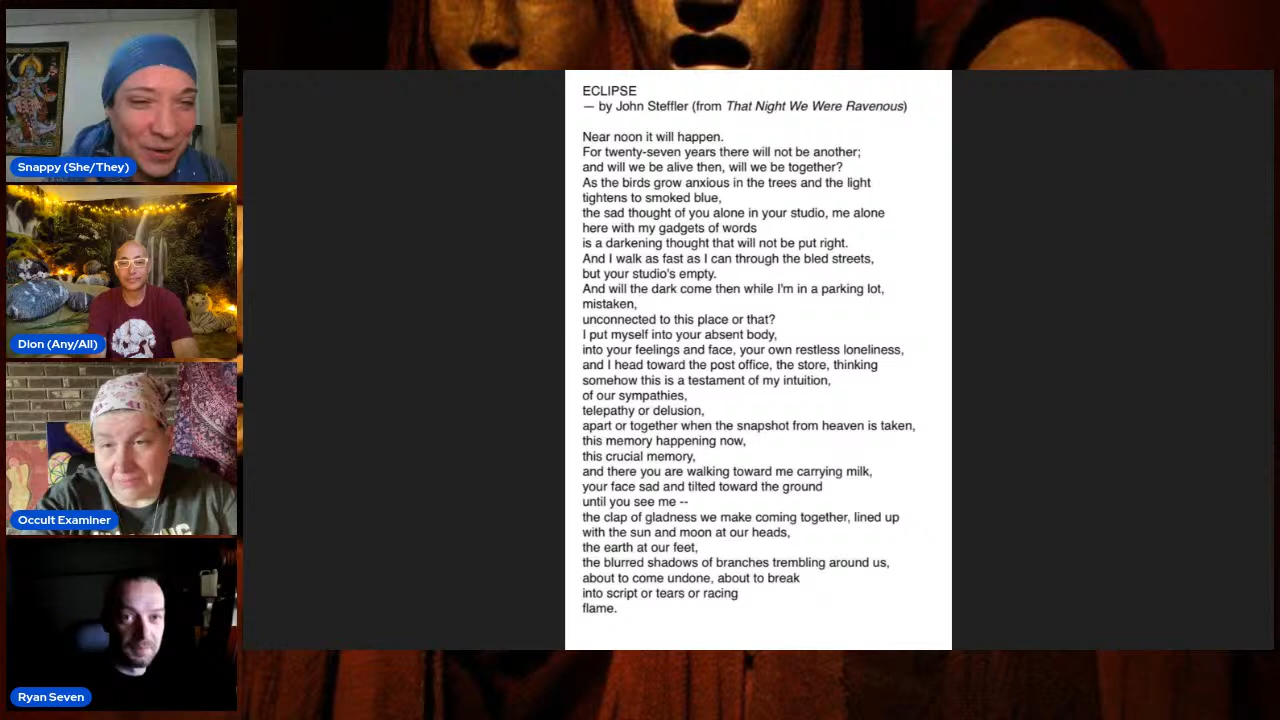 Snappy (She/They)
Dion (Any/All)
Occult Examiner
Ryan Seven
ECLIPSE
— by John Steffler (from That Night We Were Ravenous)
Near noon it will happen.
For twenty-seven years there will not be another;
and will we be alive then, will we be together?
As the birds grow anxious in the trees and the light
tightens to smoked blue,
the sad thought of you alone in your studio, me alone
here with my gadgets of words
is a darkening thought that will not be put right.
And I walk as fast as I can through the bled streets,
but your studio's empty.
And will the dark come then while I'm in a parking lot,
mistaken,
unconnected to this place or that?
I put myself into your absent body,
into your feelings and face, your own restless loneliness,
and I head toward the post office, the store, thinking
somehow this is a testament of my intuition,
of our sympathies,
telepathy or delusion,
apart or together when the snapshot from heaven is taken,
this memory happening now,
this crucial memory,
and there you are walking toward me carrying milk,
your face sad and tilted toward the ground
until you see me --
the clap of gladness we make coming together, lined up
with the sun and moon at our heads,
the earth at our feet,
the blurred shadows of branches trembling around us,
about to come undone, about to break
into script or tears or racing
flame.